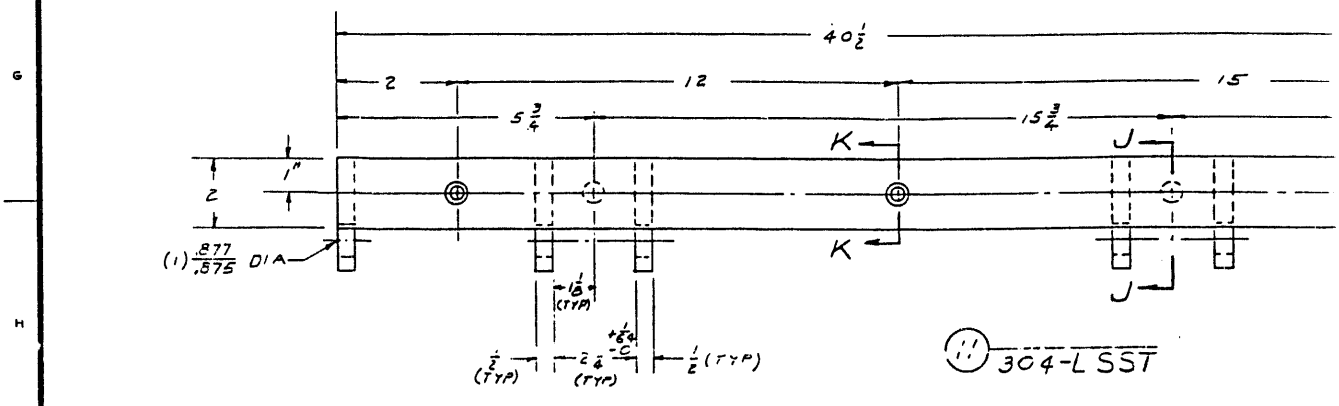 40 1/2
G
2 12 15
5 3/4 15 3/4
K J
1"
2
K
(1) .877/.875 DIA
J
1 1/8
(TYP)
H
+1/64
-0
1/2 2 1/4 1/2 (TYP)
(TYP) (TYP)
11 304-L SST